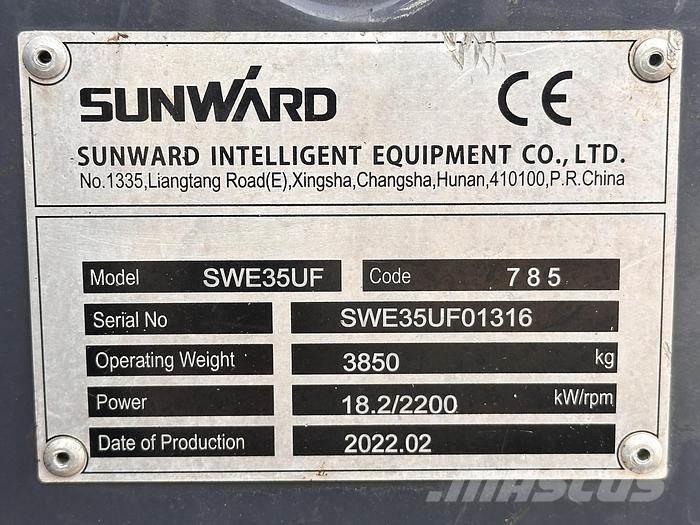 SUNWARD CE
SUNWARD INTELLIGENT EQUIPMENT CO., LTD.
No.1335,Liangtang Road(E),Xingsha,Changsha,Hunan,410100,P.R.China
Model SWE35UF Code 785
Serial No SWE35UF01316
Operating Weight 3850 kg
Power 18.2/2200 kW/rpm
Date of Production 2022.02
MASCUS